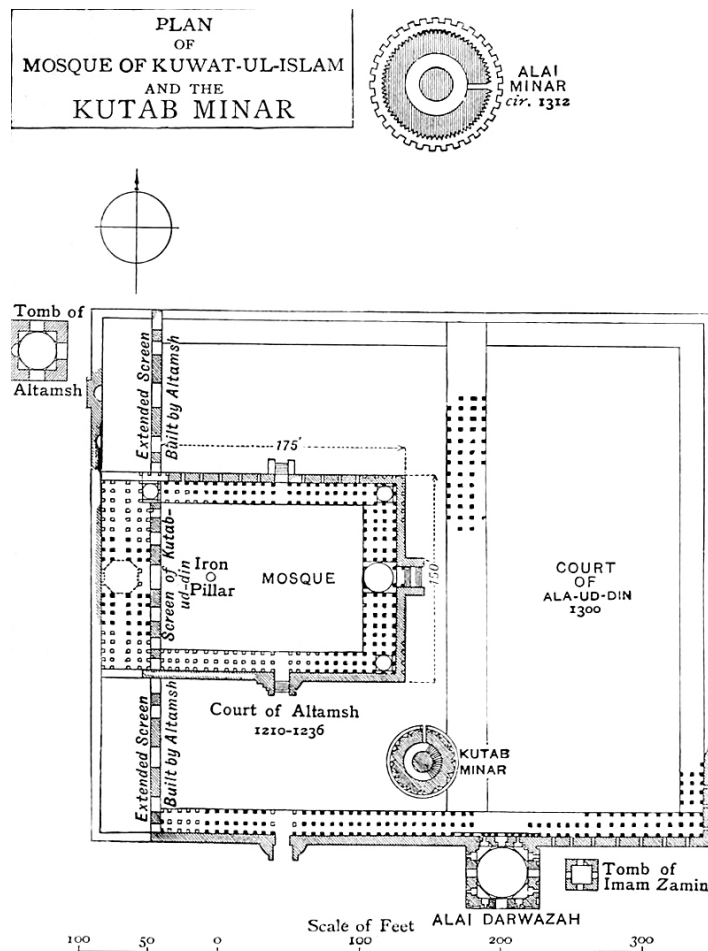 PLAN
OF
MOSQUE OF KUWAT-UL-ISLAM
AND THE
KUTAB MINAR
ALAI
MINAR
cir. 1312
Tomb of
Altamsh
Extended Screen
Built by Altamsh
175'
150'
Screen of Kutab-
ud-din
Iron
Pillar
MOSQUE
COURT
OF
ALA-UD-DIN
1300
Court of Altamsh
1210-1236
Extended Screen
Built by Altamsh
KUTAB
MINAR
Tomb of
Imam Zamin
ALAI DARWAZAH
Scale of Feet
100 50 0 100 200 300